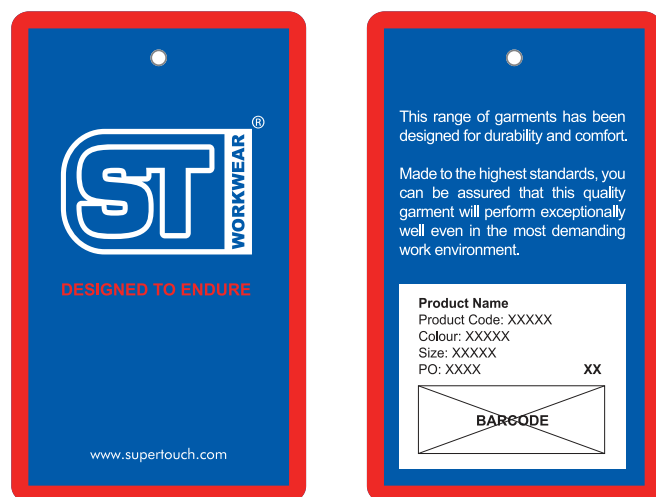 ST
WORKWEAR
®
DESIGNED TO ENDURE
www.supertouch.com
This range of garments has been
designed for durability and comfort.
Made to the highest standards, you
can be assured that this quality
garment will perform exceptionally
well even in the most demanding
work environment.
Product Name
Product Code: XXXXX
Colour: XXXXX
Size: XXXXX
PO: XXXX XX
BARCODE